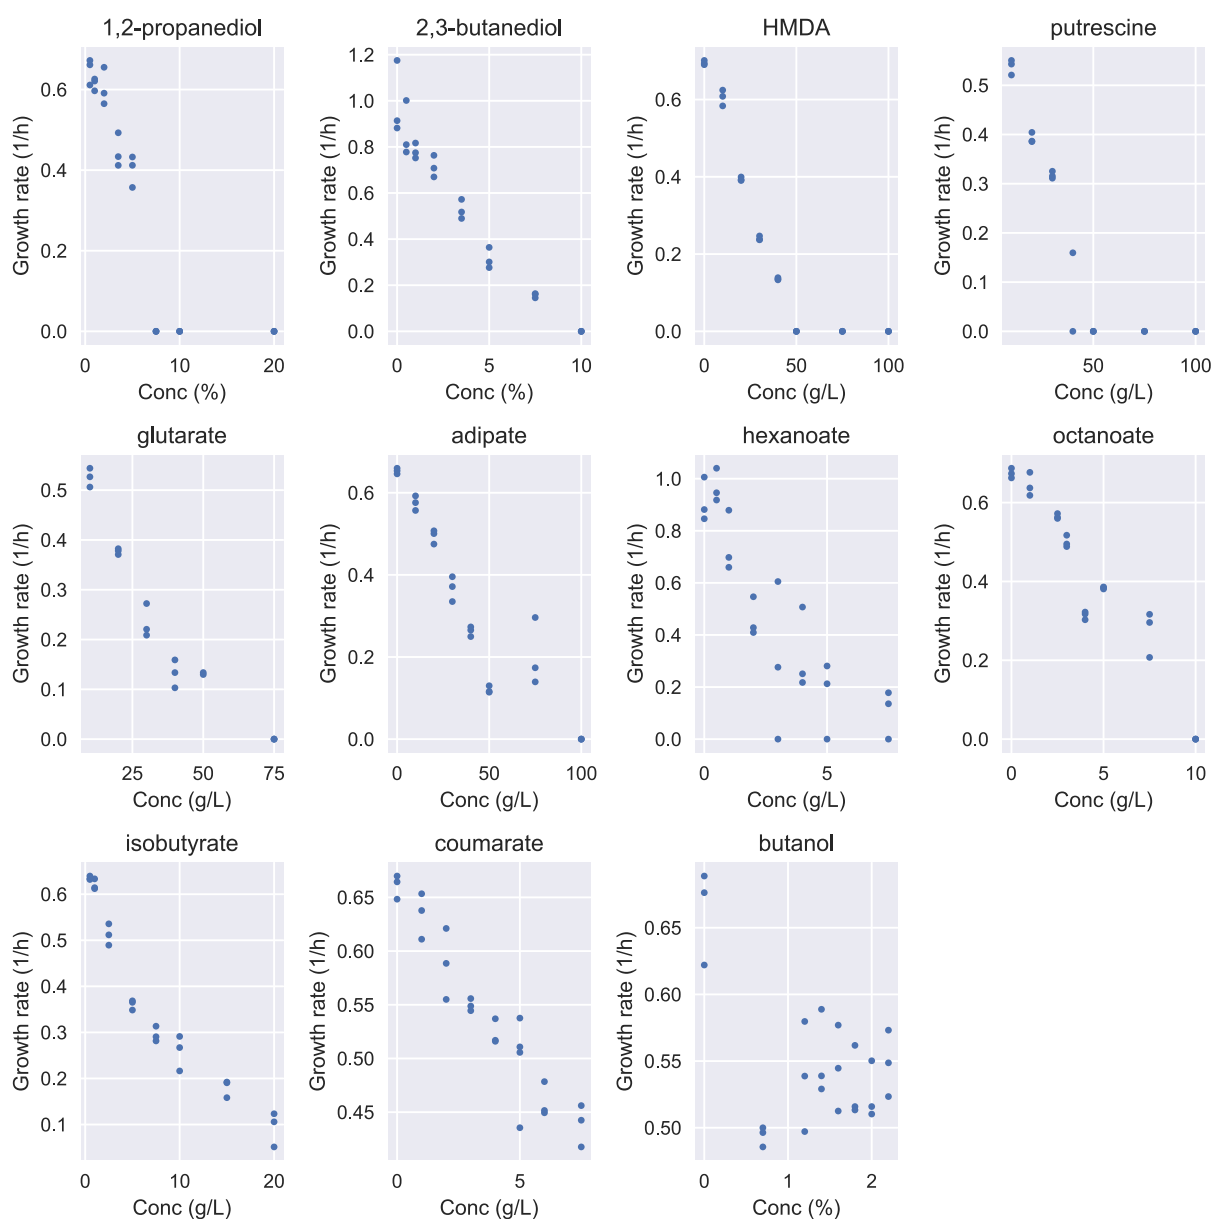 1,2-propanediol
Growth rate (1/h)
0.6
0.4
0.2
0.0
0 10 20
Conc (%)
2,3-butanediol
Growth rate (1/h)
1.2
1.0
0.8
0.6
0.4
0.2
0.0
0 5 10
Conc (%)
HMDA
Growth rate (1/h)
0.6
0.4
0.2
0.0
0 50 100
Conc (g/L)
putrescine
Growth rate (1/h)
0.5
0.4
0.3
0.2
0.1
0.0
50 100
Conc (g/L)
glutarate
Growth rate (1/h)
0.5
0.4
0.3
0.2
0.1
0.0
25 50 75
Conc (g/L)
adipate
Growth rate (1/h)
0.6
0.4
0.2
0.0
0 50 100
Conc (g/L)
hexanoate
Growth rate (1/h)
1.0
0.8
0.6
0.4
0.2
0.0
0 5
Conc (g/L)
octanoate
Growth rate (1/h)
0.6
0.4
0.2
0.0
0 5 10
Conc (g/L)
isobutyrate
Growth rate (1/h)
0.6
0.5
0.4
0.3
0.2
0.1
0 10 20
Conc (g/L)
coumarate
Growth rate (1/h)
0.65
0.60
0.55
0.50
0.45
0 5
Conc (g/L)
butanol
Growth rate (1/h)
0.65
0.60
0.55
0.50
0 1 2
Conc (%)